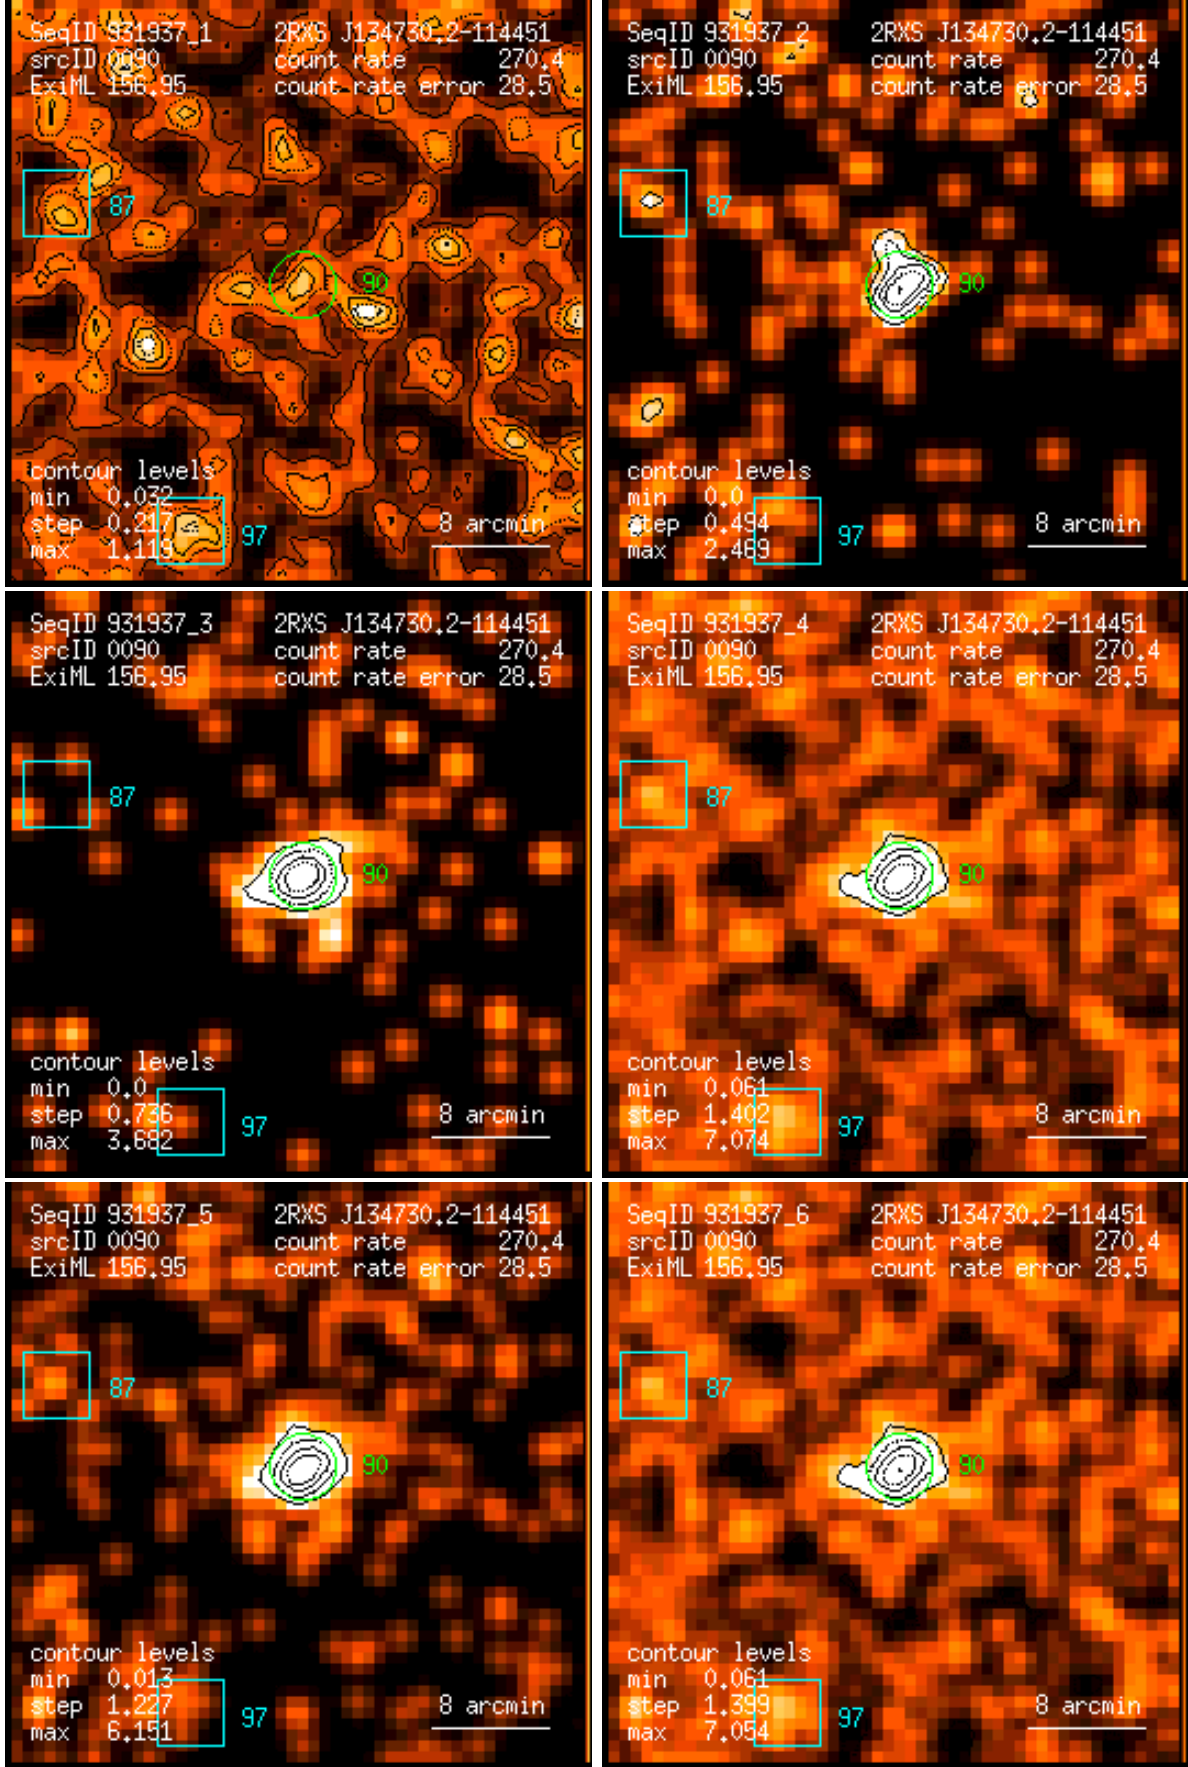 SeqID 931937_1 2RXS J134730.2-114451
srcID 0090 count rate 270.4
ExiML 156.95 count rate error 28.5
87
90
contour levels
min 0.032
step 0.217 8 arcmin
max 1.119 97
SeqID 931937_2 2RXS J134730.2-114451
srcID 0090 count rate 270.4
ExiML 156.95 count rate error 28.5
87
90
contour levels
min 0.0
step 0.494 8 arcmin
max 2.469 97
SeqID 931937_3 2RXS J134730.2-114451
srcID 0090 count rate 270.4
ExiML 156.95 count rate error 28.5
87
90
contour levels
min 0.0
step 0.736 8 arcmin
max 3.682 97
SeqID 931937_4 2RXS J134730.2-114451
srcID 0090 count rate 270.4
ExiML 156.95 count rate error 28.5
87
90
contour levels
min 0.061
step 1.402 8 arcmin
max 7.074 97
SeqID 931937_5 2RXS J134730.2-114451
srcID 0090 count rate 270.4
ExiML 156.95 count rate error 28.5
87
90
contour levels
min 0.013
step 1.227 8 arcmin
max 6.151 97
SeqID 931937_6 2RXS J134730.2-114451
srcID 0090 count rate 270.4
ExiML 156.95 count rate error 28.5
87
90
contour levels
min 0.061
step 1.399 8 arcmin
max 7.054 97